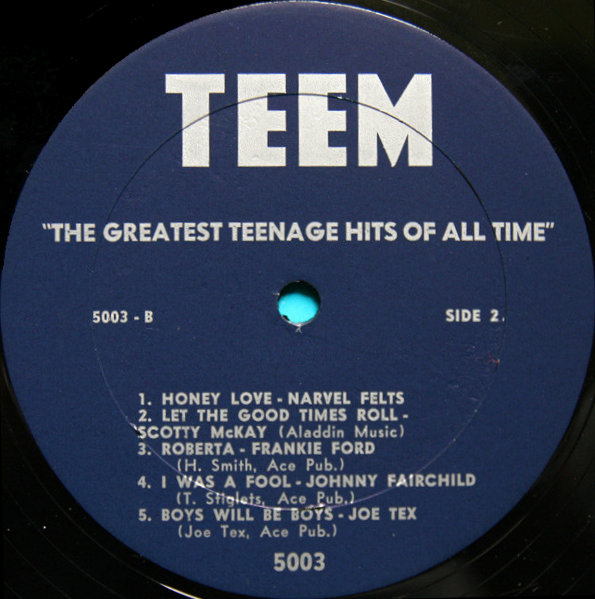 TEEM
"THE GREATEST TEENAGE HITS OF ALL TIME"
5003 - B SIDE 2.
1. HONEY LOVE - NARVEL FELTS
2. LET THE GOOD TIMES ROLL -
SCOTTY McKAY (Aladdin Music)
3. ROBERTA - FRANKIE FORD
(H. Smith, Ace Pub.)
4. I WAS A FOOL - JOHNNY FAIRCHILD
(T. Stiglets, Ace Pub.)
5. BOYS WILL BE BOYS - JOE TEX
(Joe Tex, Ace Pub.)
5003